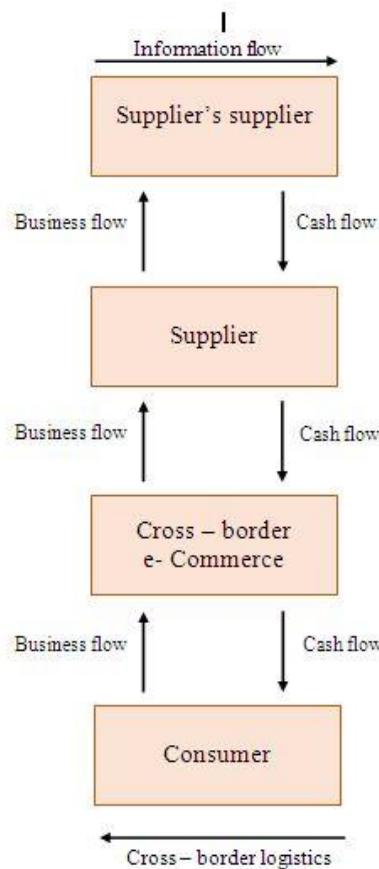 Information flow
Supplier's supplier
Business flow
Cash flow
Supplier
Business flow
Cash flow
Cross – border
e- Commerce
Business flow
Cash flow
Consumer
Cross – border logistics